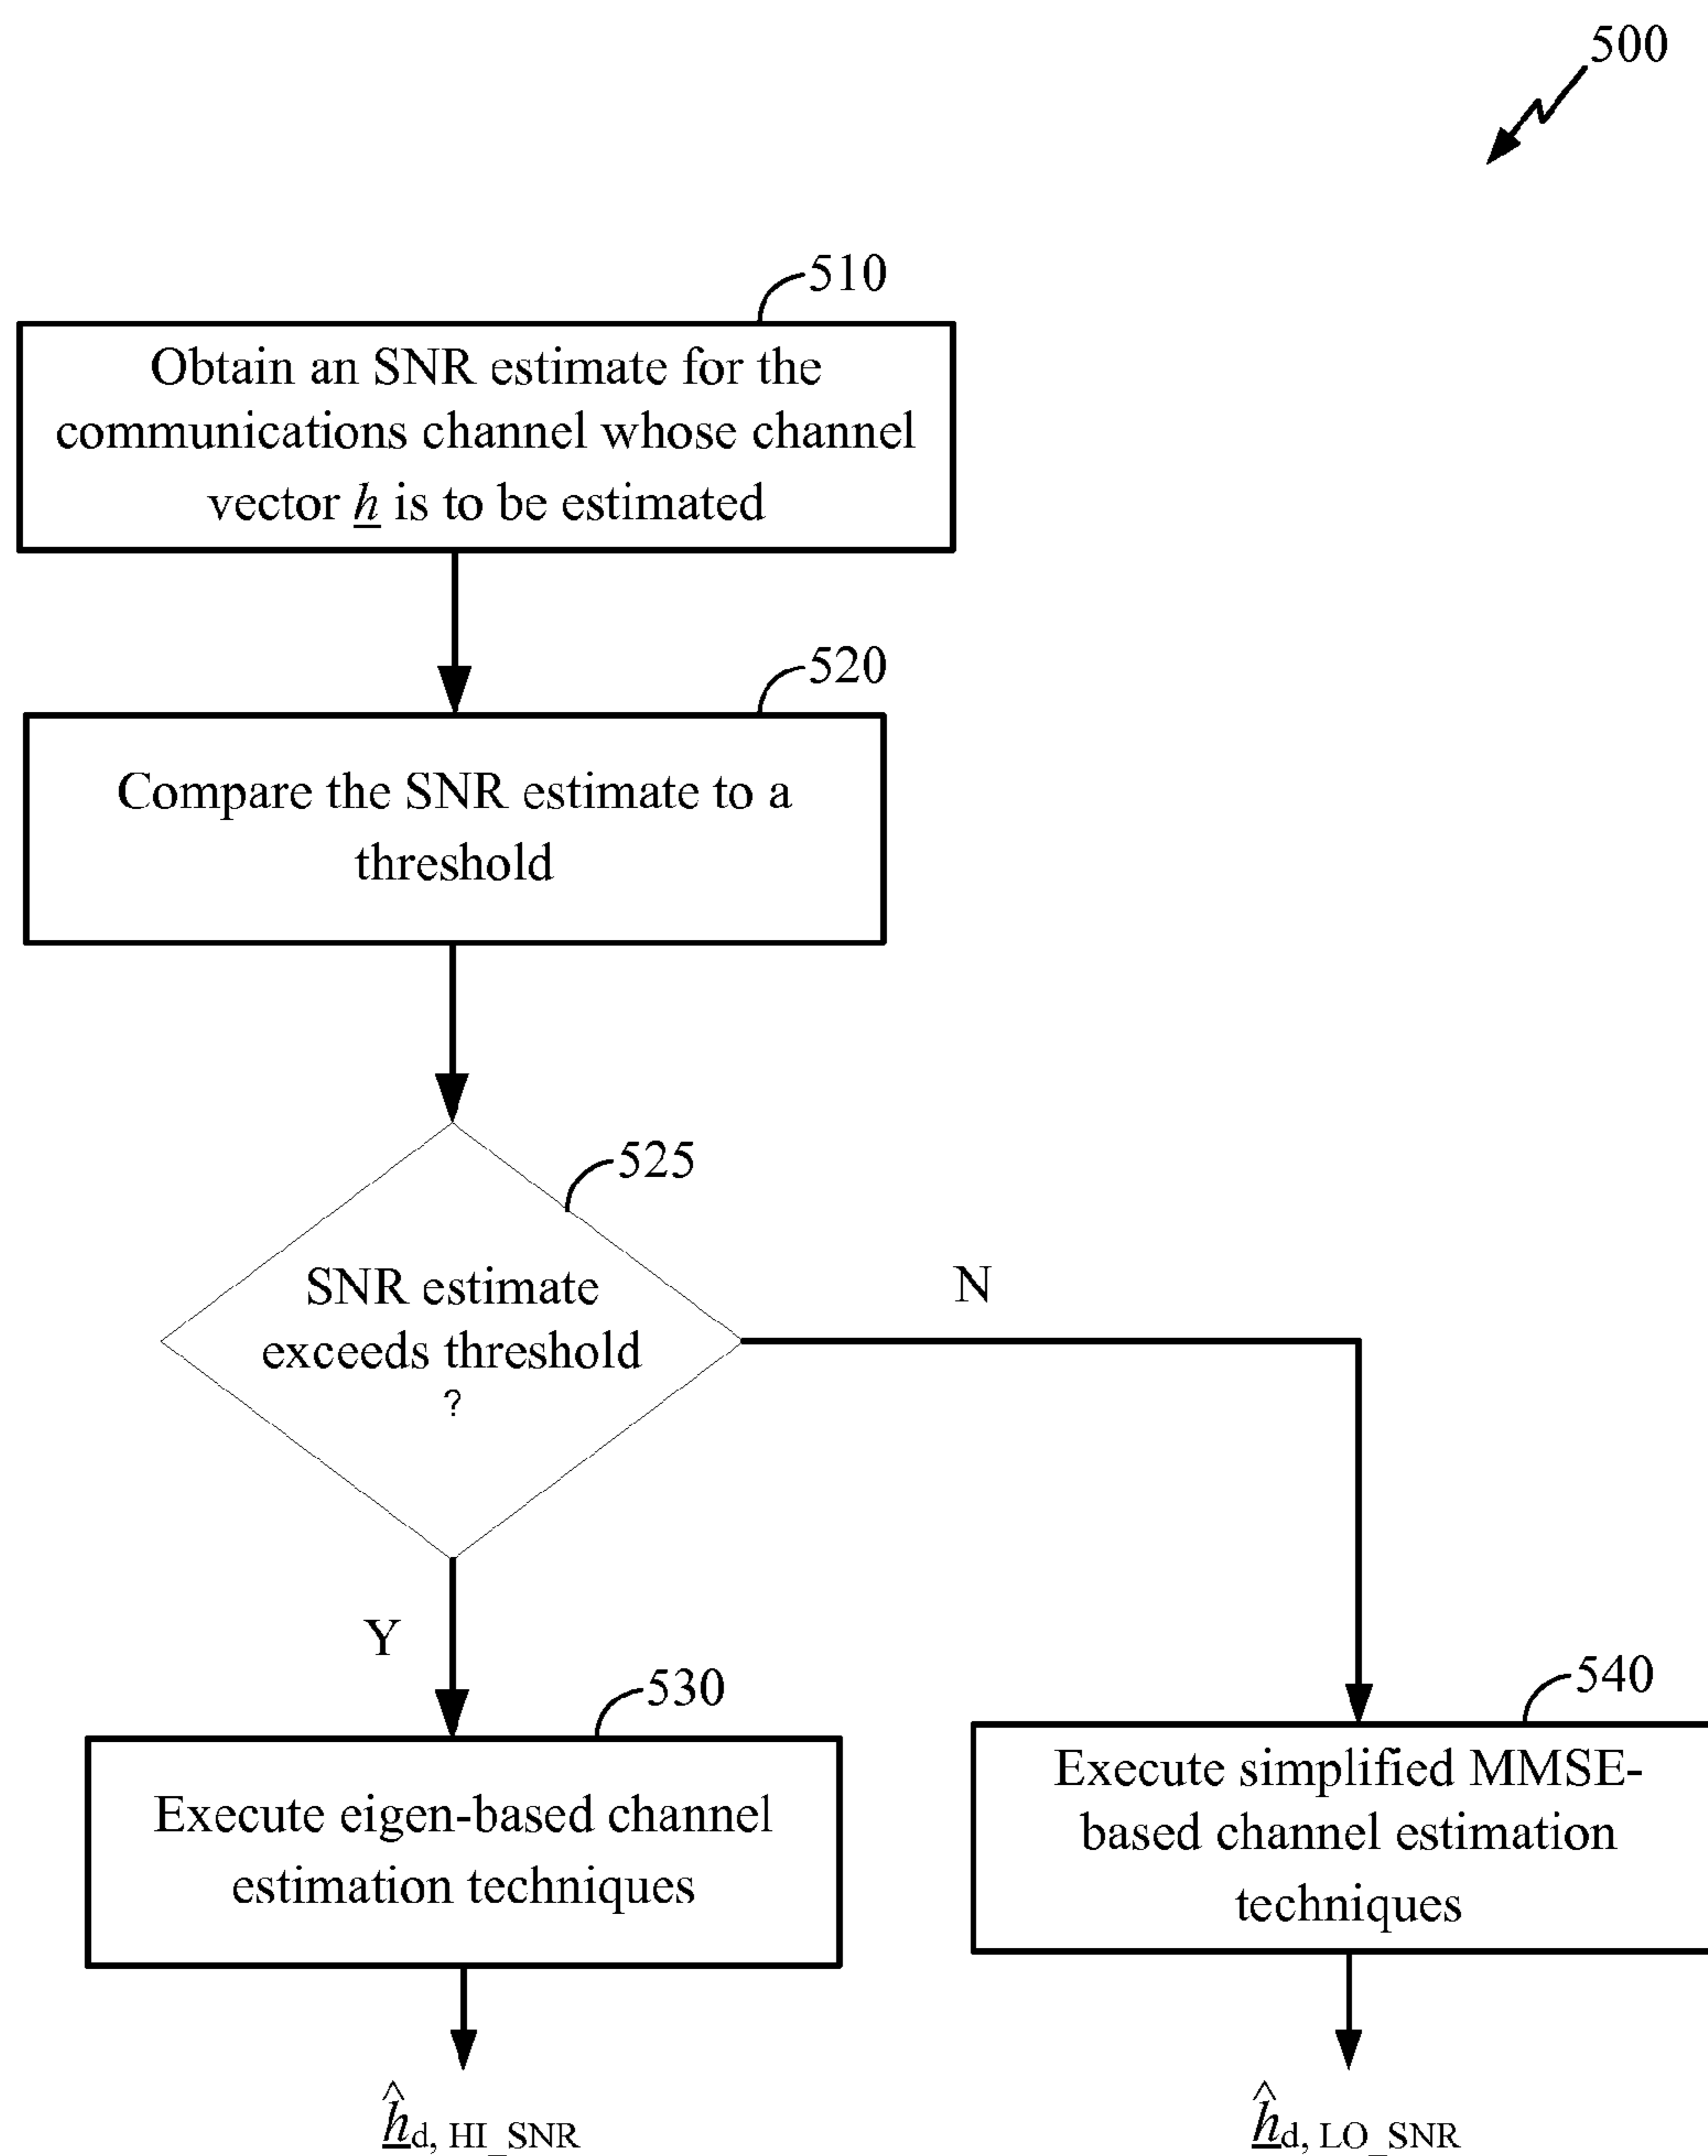 500
510
Obtain an SNR estimate for the
communications channel whose channel
vector h is to be estimated
520
Compare the SNR estimate to a
threshold
525
SNR estimate
exceeds threshold
?
N
Y
530
Execute eigen-based channel
estimation techniques
540
Execute simplified MMSE-
based channel estimation
techniques
ĥd, HI_SNR
ĥd, LO_SNR